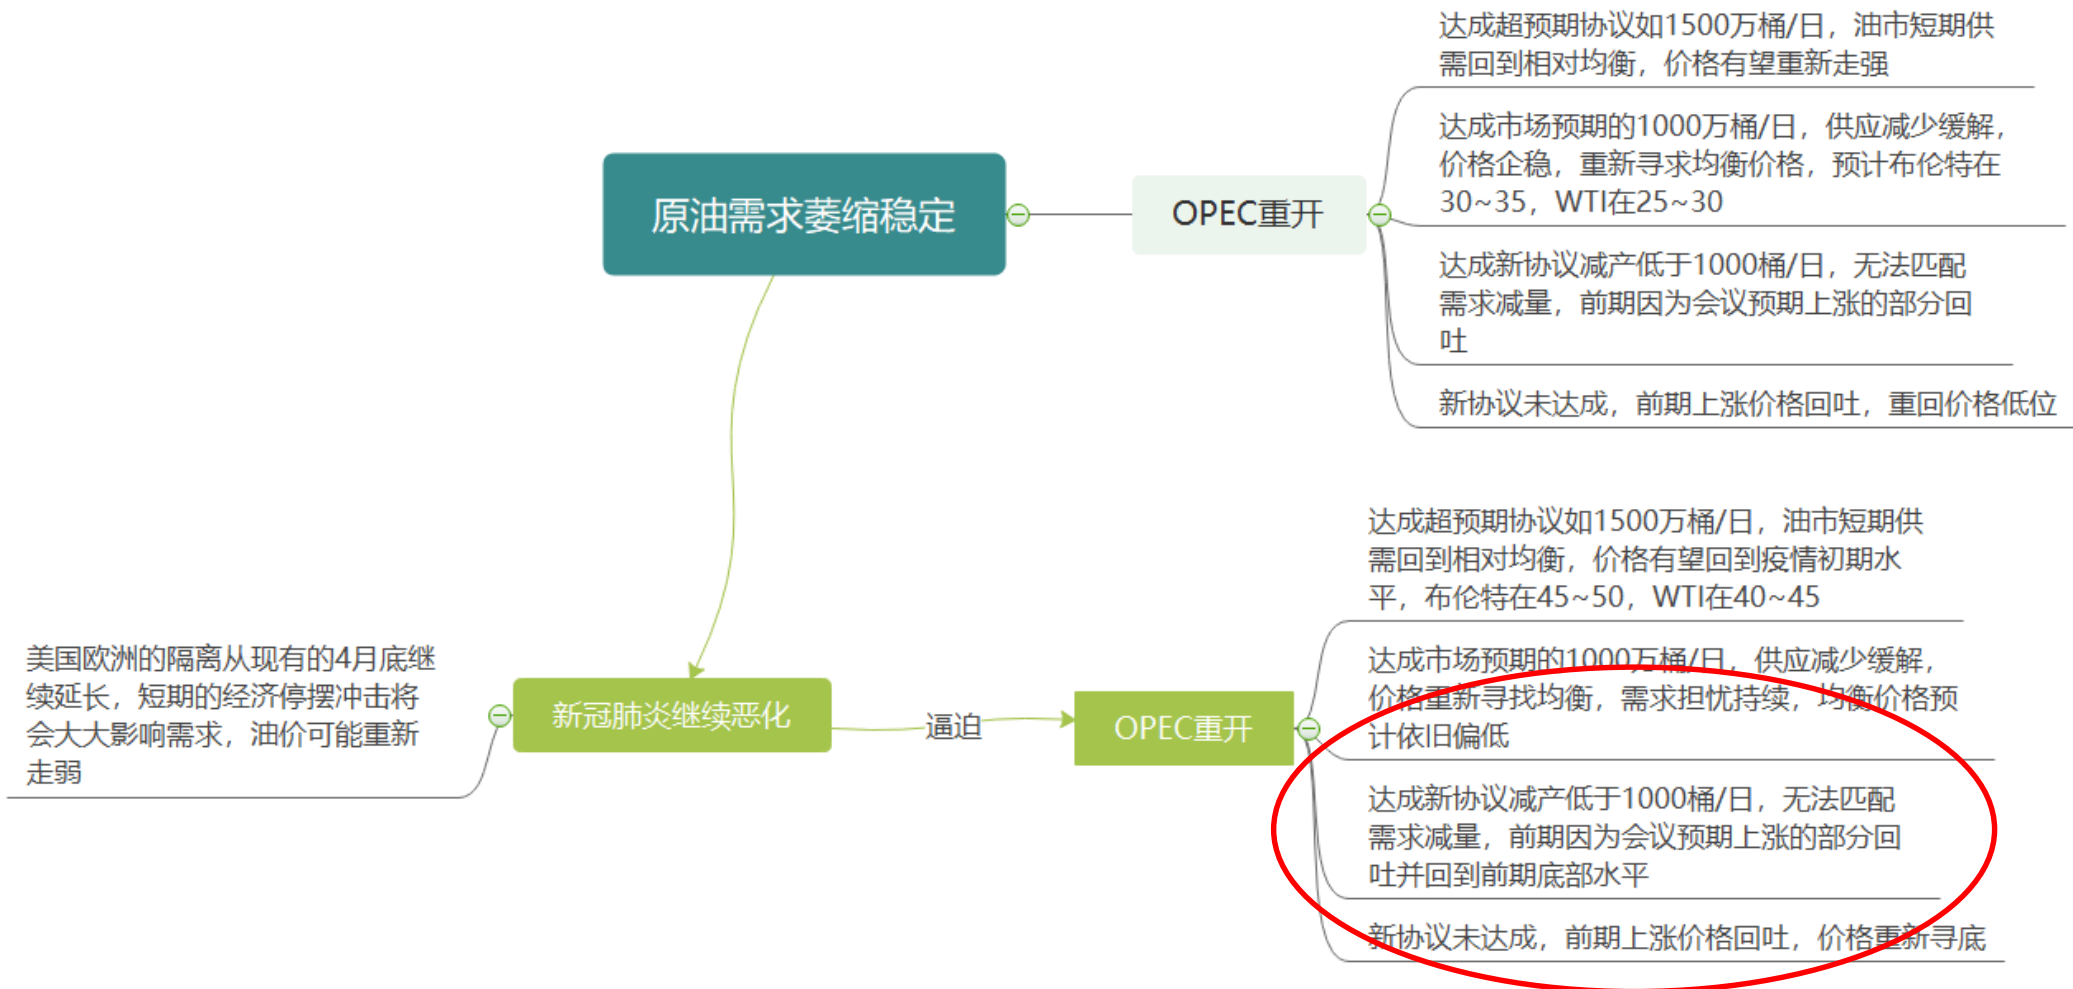 达成超预期协议如1500万桶/日，油市短期供
需回到相对均衡，价格有望重新走强
达成市场预期的1000万桶/日，供应减少缓解，
价格企稳，重新寻求均衡价格，预计布伦特在
30~35，WTI在25~30
原油需求萎缩稳定
OPEC重开
达成新协议减产低于1000桶/日，无法匹配
需求减量，前期因为会议预期上涨的部分回
吐
新协议未达成，前期上涨价格回吐，重回价格低位
达成超预期协议如1500万桶/日，油市短期供
需回到相对均衡，价格有望回到疫情初期水
平，布伦特在45~50，WTI在40~45
美国欧洲的隔离从现有的4月底继
续延长，短期的经济停摆冲击将
会大大影响需求，油价可能重新
走弱
新冠肺炎继续恶化
逼迫
OPEC重开
达成市场预期的1000万桶/日，供应减少缓解，
价格重新寻找均衡，需求担忧持续，均衡价格预
计依旧偏低
达成新协议减产低于1000桶/日，无法匹配
需求减量，前期因为会议预期上涨的部分回
吐并回到前期底部水平
新协议未达成，前期上涨价格回吐，价格重新寻底